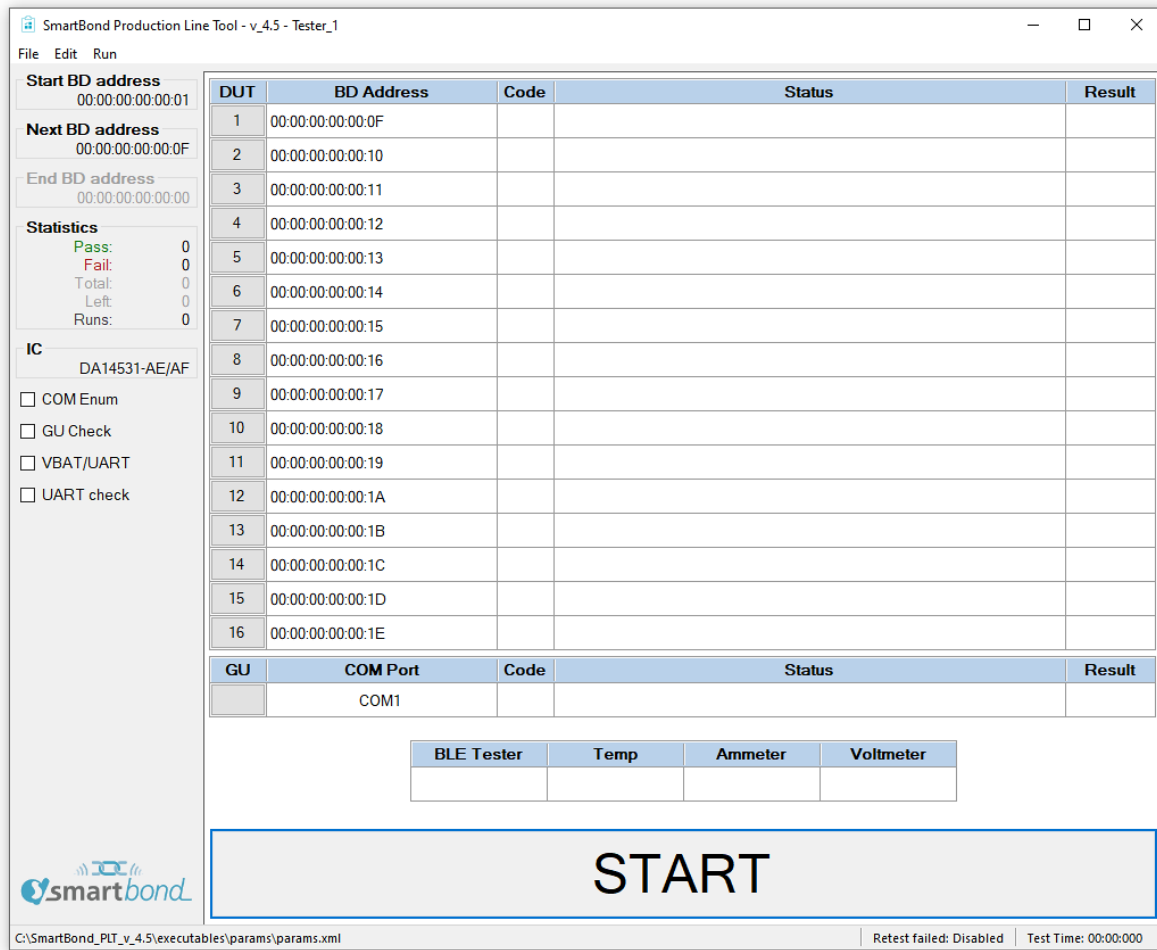 SmartBond Production Line Tool - v_4.5 - Tester_1
File Edit Run
Start BD address
00:00:00:00:00:01
Next BD address
00:00:00:00:00:0F
End BD address
00:00:00:00:00:00
Statistics
Pass: 0
Fail: 0
Total: 0
Left: 0
Runs: 0
IC
DA14531-AE/AF
COM Enum
GU Check
VBAT/UART
UART check
smartbond
DUT BD Address Code Status Result
1 00:00:00:00:00:0F
2 00:00:00:00:00:10
3 00:00:00:00:00:11
4 00:00:00:00:00:12
5 00:00:00:00:00:13
6 00:00:00:00:00:14
7 00:00:00:00:00:15
8 00:00:00:00:00:16
9 00:00:00:00:00:17
10 00:00:00:00:00:18
11 00:00:00:00:00:19
12 00:00:00:00:00:1A
13 00:00:00:00:00:1B
14 00:00:00:00:00:1C
15 00:00:00:00:00:1D
16 00:00:00:00:00:1E
GU COM Port Code Status Result
COM1
BLE Tester Temp Ammeter Voltmeter
START
C:\SmartBond_PLT_v_4.5\executables\params\params.xml Retest failed: Disabled Test Time: 00:00:000